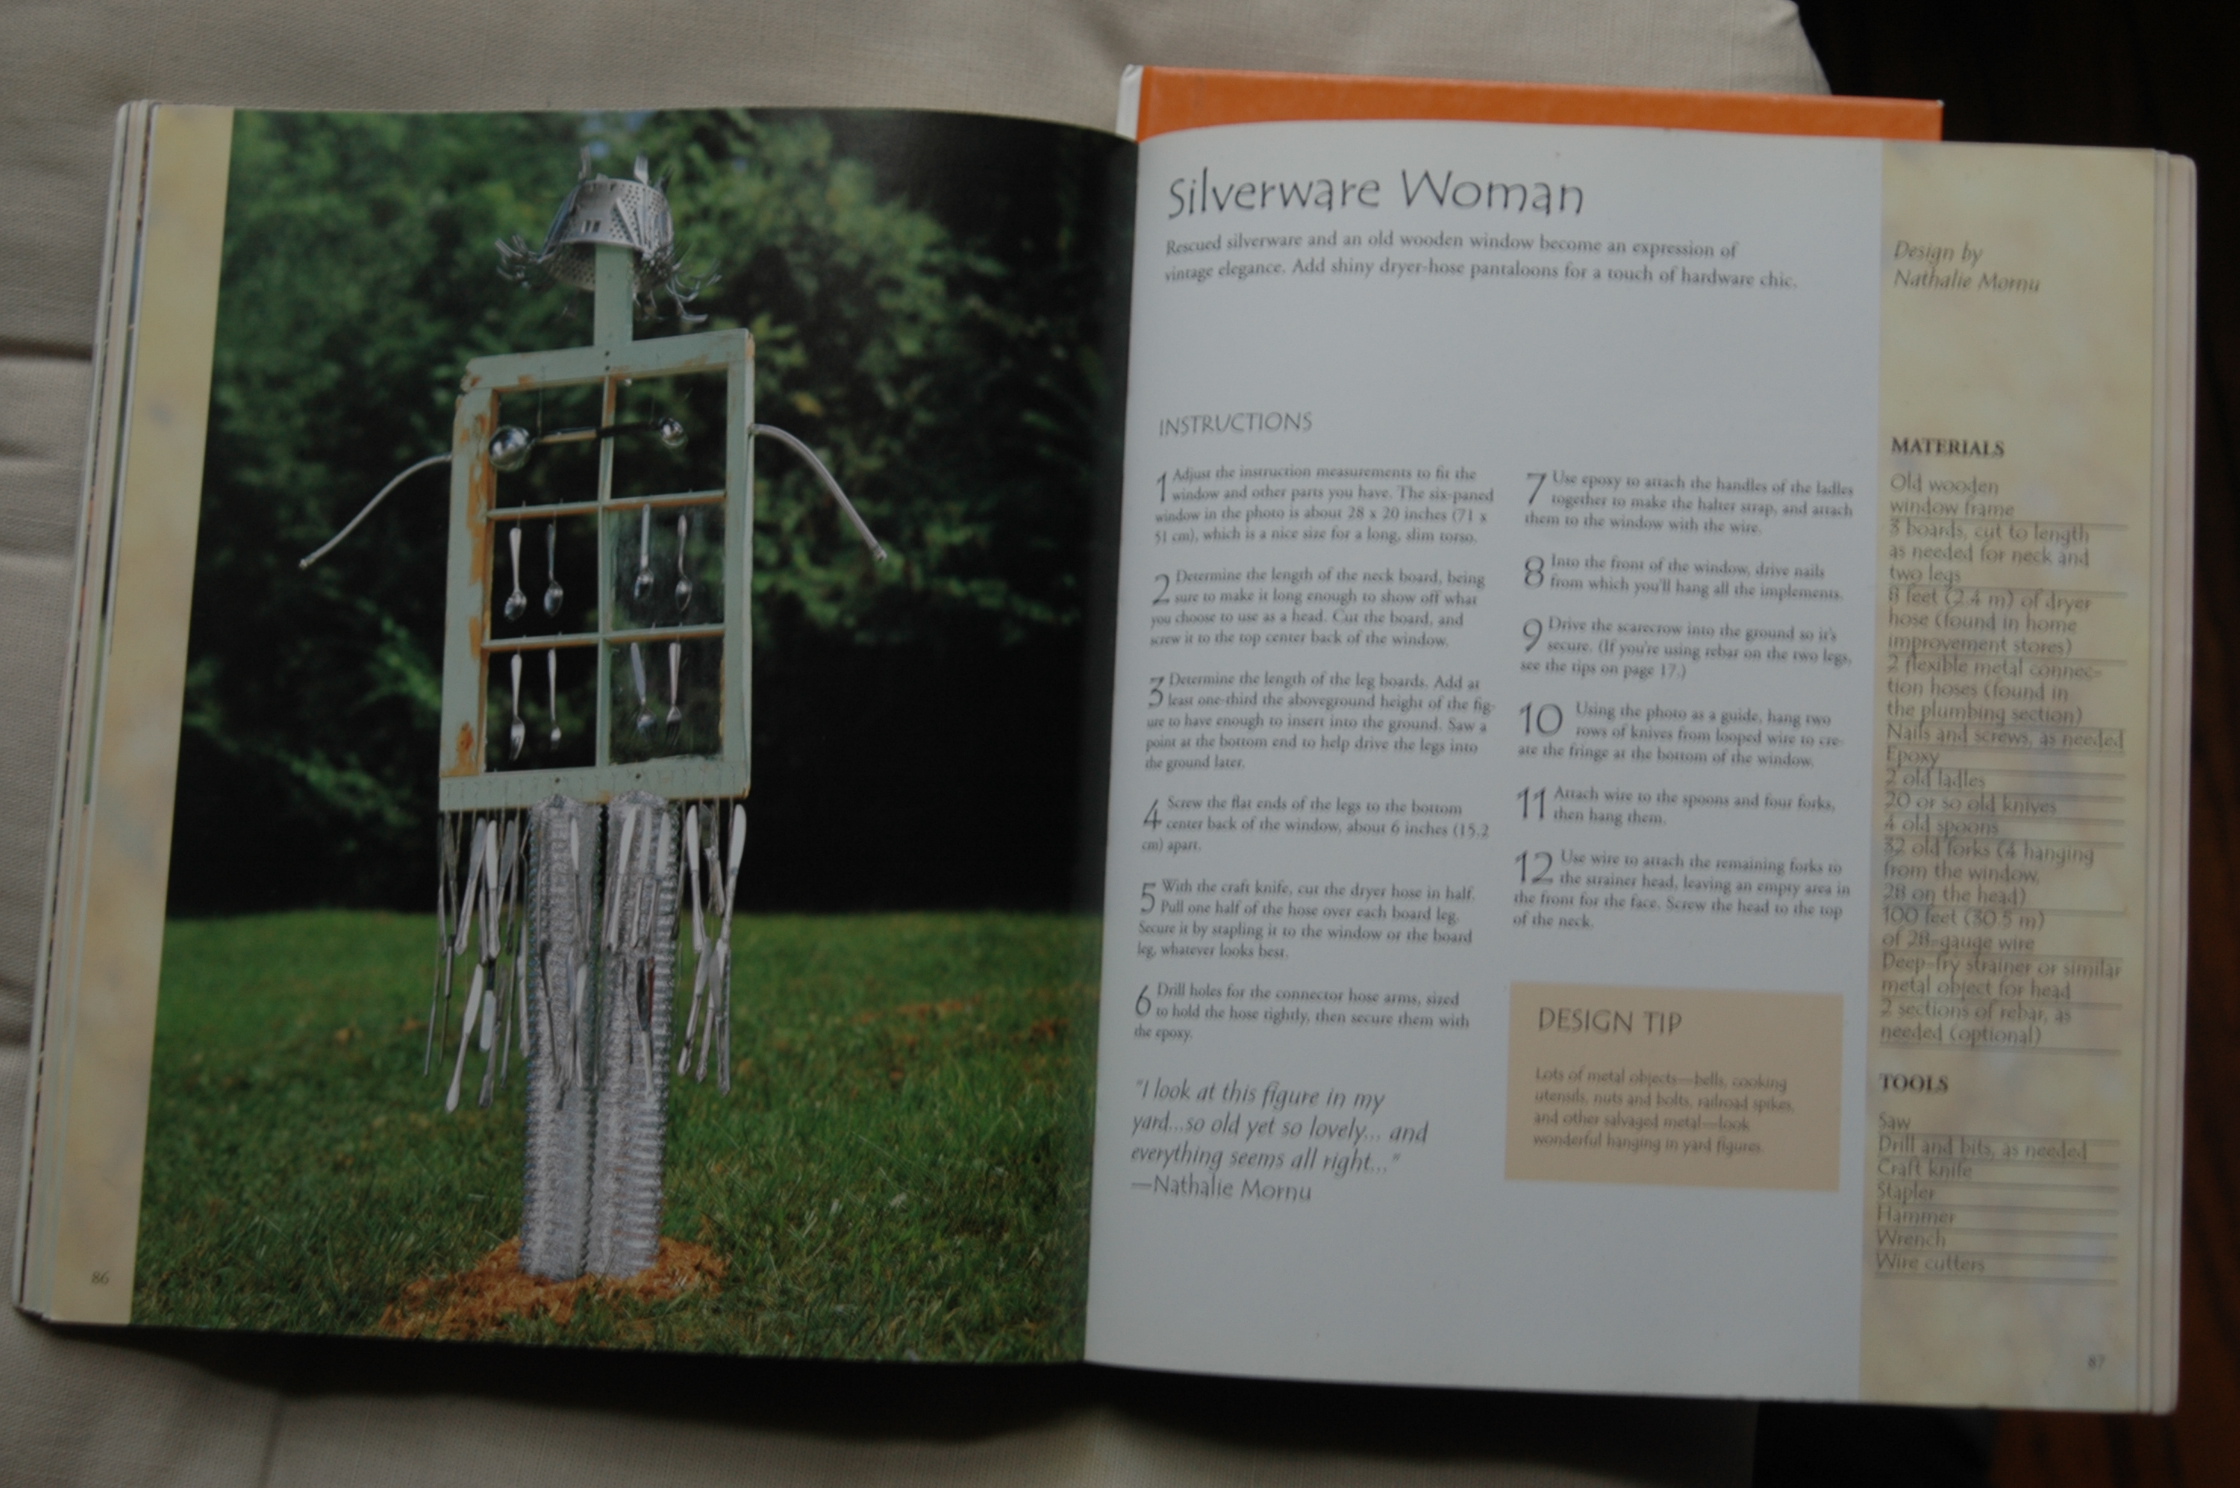 86
Silverware Woman
Rescued silverware and an old wooden window become an expression of
vintage elegance. Add shiny dryer-hose pantaloons for a touch of hardware chic.
INSTRUCTIONS
1 Adjust the instruction measurements to fit the
window and other parts you have. The six-paned
window in the photo is about 28 x 20 inches (71 x
51 cm), which is a nice size for a long, slim torso.
2 Determine the length of the neck board, being
sure to make it long enough to show off what
you choose to use as a head. Cut the board, and
screw it to the top center back of the window.
3 Determine the length of the leg boards. Add at
least one-third the aboveground height of the fig-
ure to have enough to insert into the ground. Saw a
point at the bottom end to help drive the legs into
the ground later.
4 Screw the flat ends of the legs to the bottom
center back of the window, about 6 inches (15.2
cm) apart.
5 With the craft knife, cut the dryer hose in half.
Pull one half of the hose over each board leg.
Secure it by stapling it to the window or the board
leg, whatever looks best.
6 Drill holes for the connector hose arms, sized
to hold the hose tightly, then secure them with
the epoxy.
"I look at this figure in my
yard...so old yet so lovely... and
everything seems all right..."
—Nathalie Mornu
7 Use epoxy to attach the handles of the ladles
together to make the halter strap, and attach
them to the window with the wire.
8 Into the front of the window, drive nails
from which you'll hang all the implements.
9 Drive the scarecrow into the ground so it's
secure. (If you're using rebar on the two legs,
see the tips on page 17.)
10 Using the photo as a guide, hang two
rows of knives from looped wire to cre-
ate the fringe at the bottom of the window.
11 Attach wire to the spoons and four forks,
then hang them.
12 Use wire to attach the remaining forks to
the strainer head, leaving an empty area in
the front for the face. Screw the head to the top
of the neck.
DESIGN TIP
Lots of metal objects—bells, cooking
utensils, nuts and bolts, railroad spikes,
and other salvaged metal—look
wonderful hanging in yard figures.
Design by
Nathalie Mornu
MATERIALS
Old wooden
window frame
3 boards, cut to length
as needed for neck and
two legs
8 feet (2.4 m) of dryer
hose (found in home
improvement stores)
2 flexible metal connec-
tion hoses (found in
the plumbing section)
Nails and screws, as needed
Epoxy
2 old ladles
20 or so old knives
4 old spoons
32 old forks (4 hanging
from the window,
28 on the head)
100 feet (30.5 m)
of 28-gauge wire
Deep-fry strainer or similar
metal object for head
2 sections of rebar, as
needed (optional)
TOOLS
Saw
Drill and bits, as needed
Craft knife
Stapler
Hammer
Wrench
Wire cutters
87